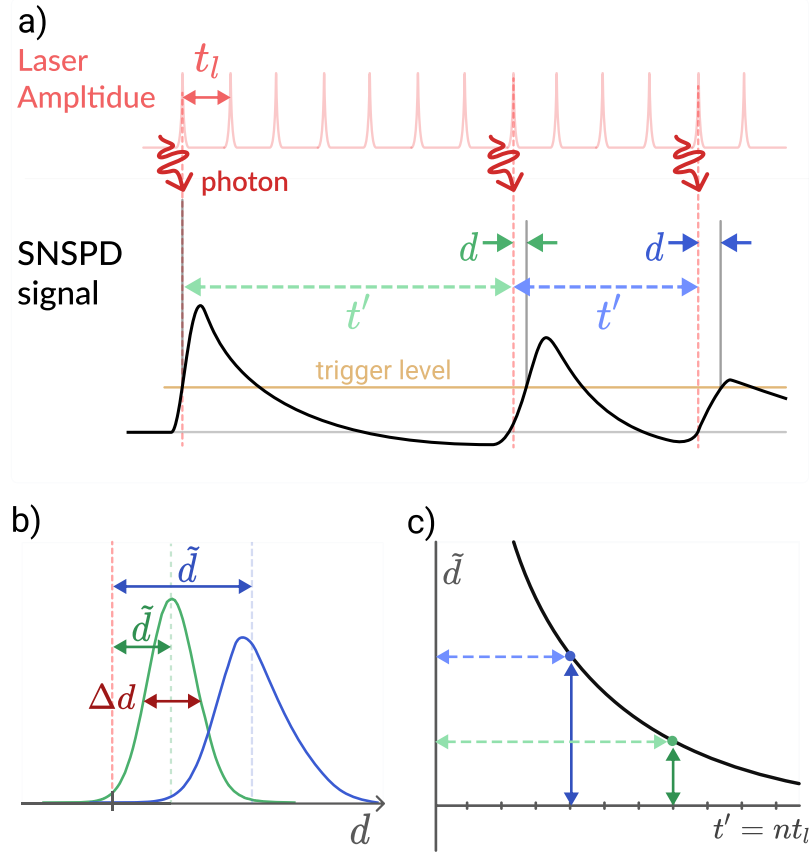 a)
Laser
Ampltidue
t_l
photon
SNSPD
signal
d
d
t'
t'
trigger level
b)
d̃
d̃
Δd
d
c)
d̃
t' = nt_l